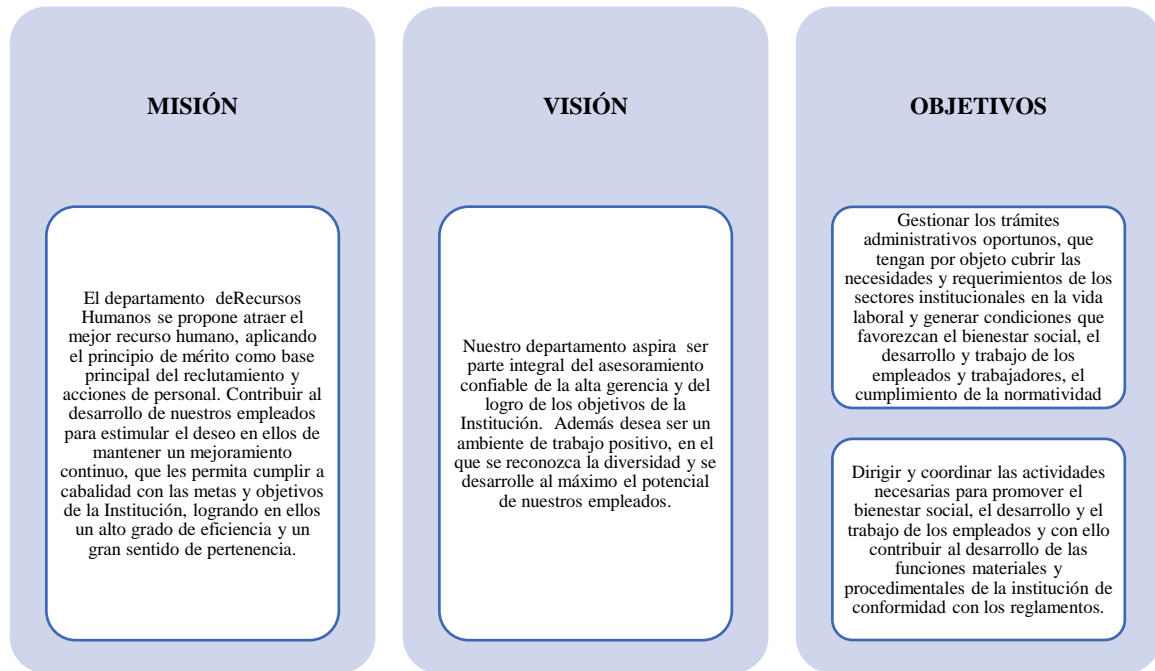 MISIÓN
El departamento deRecursos
Humanos se propone atraer el
mejor recurso humano, aplicando
el principio de mérito como base
principal del reclutamiento y
acciones de personal. Contribuir al
desarrollo de nuestros empleados
para estimular el deseo en ellos de
mantener un mejoramiento
continuo, que les permita cumplir a
cabalidad con las metas y objetivos
de la Institución, logrando en ellos
un alto grado de eficiencia y un
gran sentido de pertenencia.
VISIÓN
Nuestro departamento aspira ser
parte integral del asesoramiento
confiable de la alta gerencia y del
logro de los objetivos de la
Institución. Además desea ser un
ambiente de trabajo positivo, en el
que se reconozca la diversidad y se
desarrolle al máximo el potencial
de nuestros empleados.
OBJETIVOS
Gestionar los trámites
administrativos oportunos, que
tengan por objeto cubrir las
necesidades y requerimientos de los
sectores institucionales en la vida
laboral y generar condiciones que
favorezcan el bienestar social, el
desarrollo y trabajo de los
empleados y trabajadores, el
cumplimiento de la normatividad
Dirigir y coordinar las actividades
necesarias para promover el
bienestar social, el desarrollo y el
trabajo de los empleados y con ello
contribuir al desarrollo de las
funciones materiales y
procedimentales de la institución de
conformidad con los reglamentos.